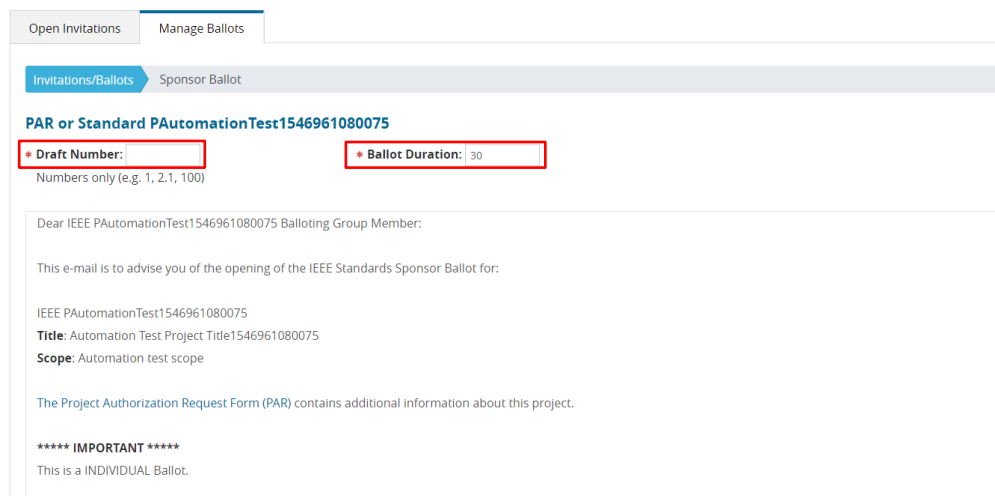 Open Invitations Manage Ballots
Invitations/Ballots Sponsor Ballot
PAR or Standard PAutomationTest1546961080075
* Draft Number: * Ballot Duration: 30
Numbers only (e.g. 1, 2.1, 100)
Dear IEEE PAutomationTest1546961080075 Balloting Group Member:
This e-mail is to advise you of the opening of the IEEE Standards Sponsor Ballot for:
IEEE PAutomationTest1546961080075
Title: Automation Test Project Title1546961080075
Scope: Automation test scope
The Project Authorization Request Form (PAR) contains additional information about this project.
***** IMPORTANT *****
This is a INDIVIDUAL Ballot.